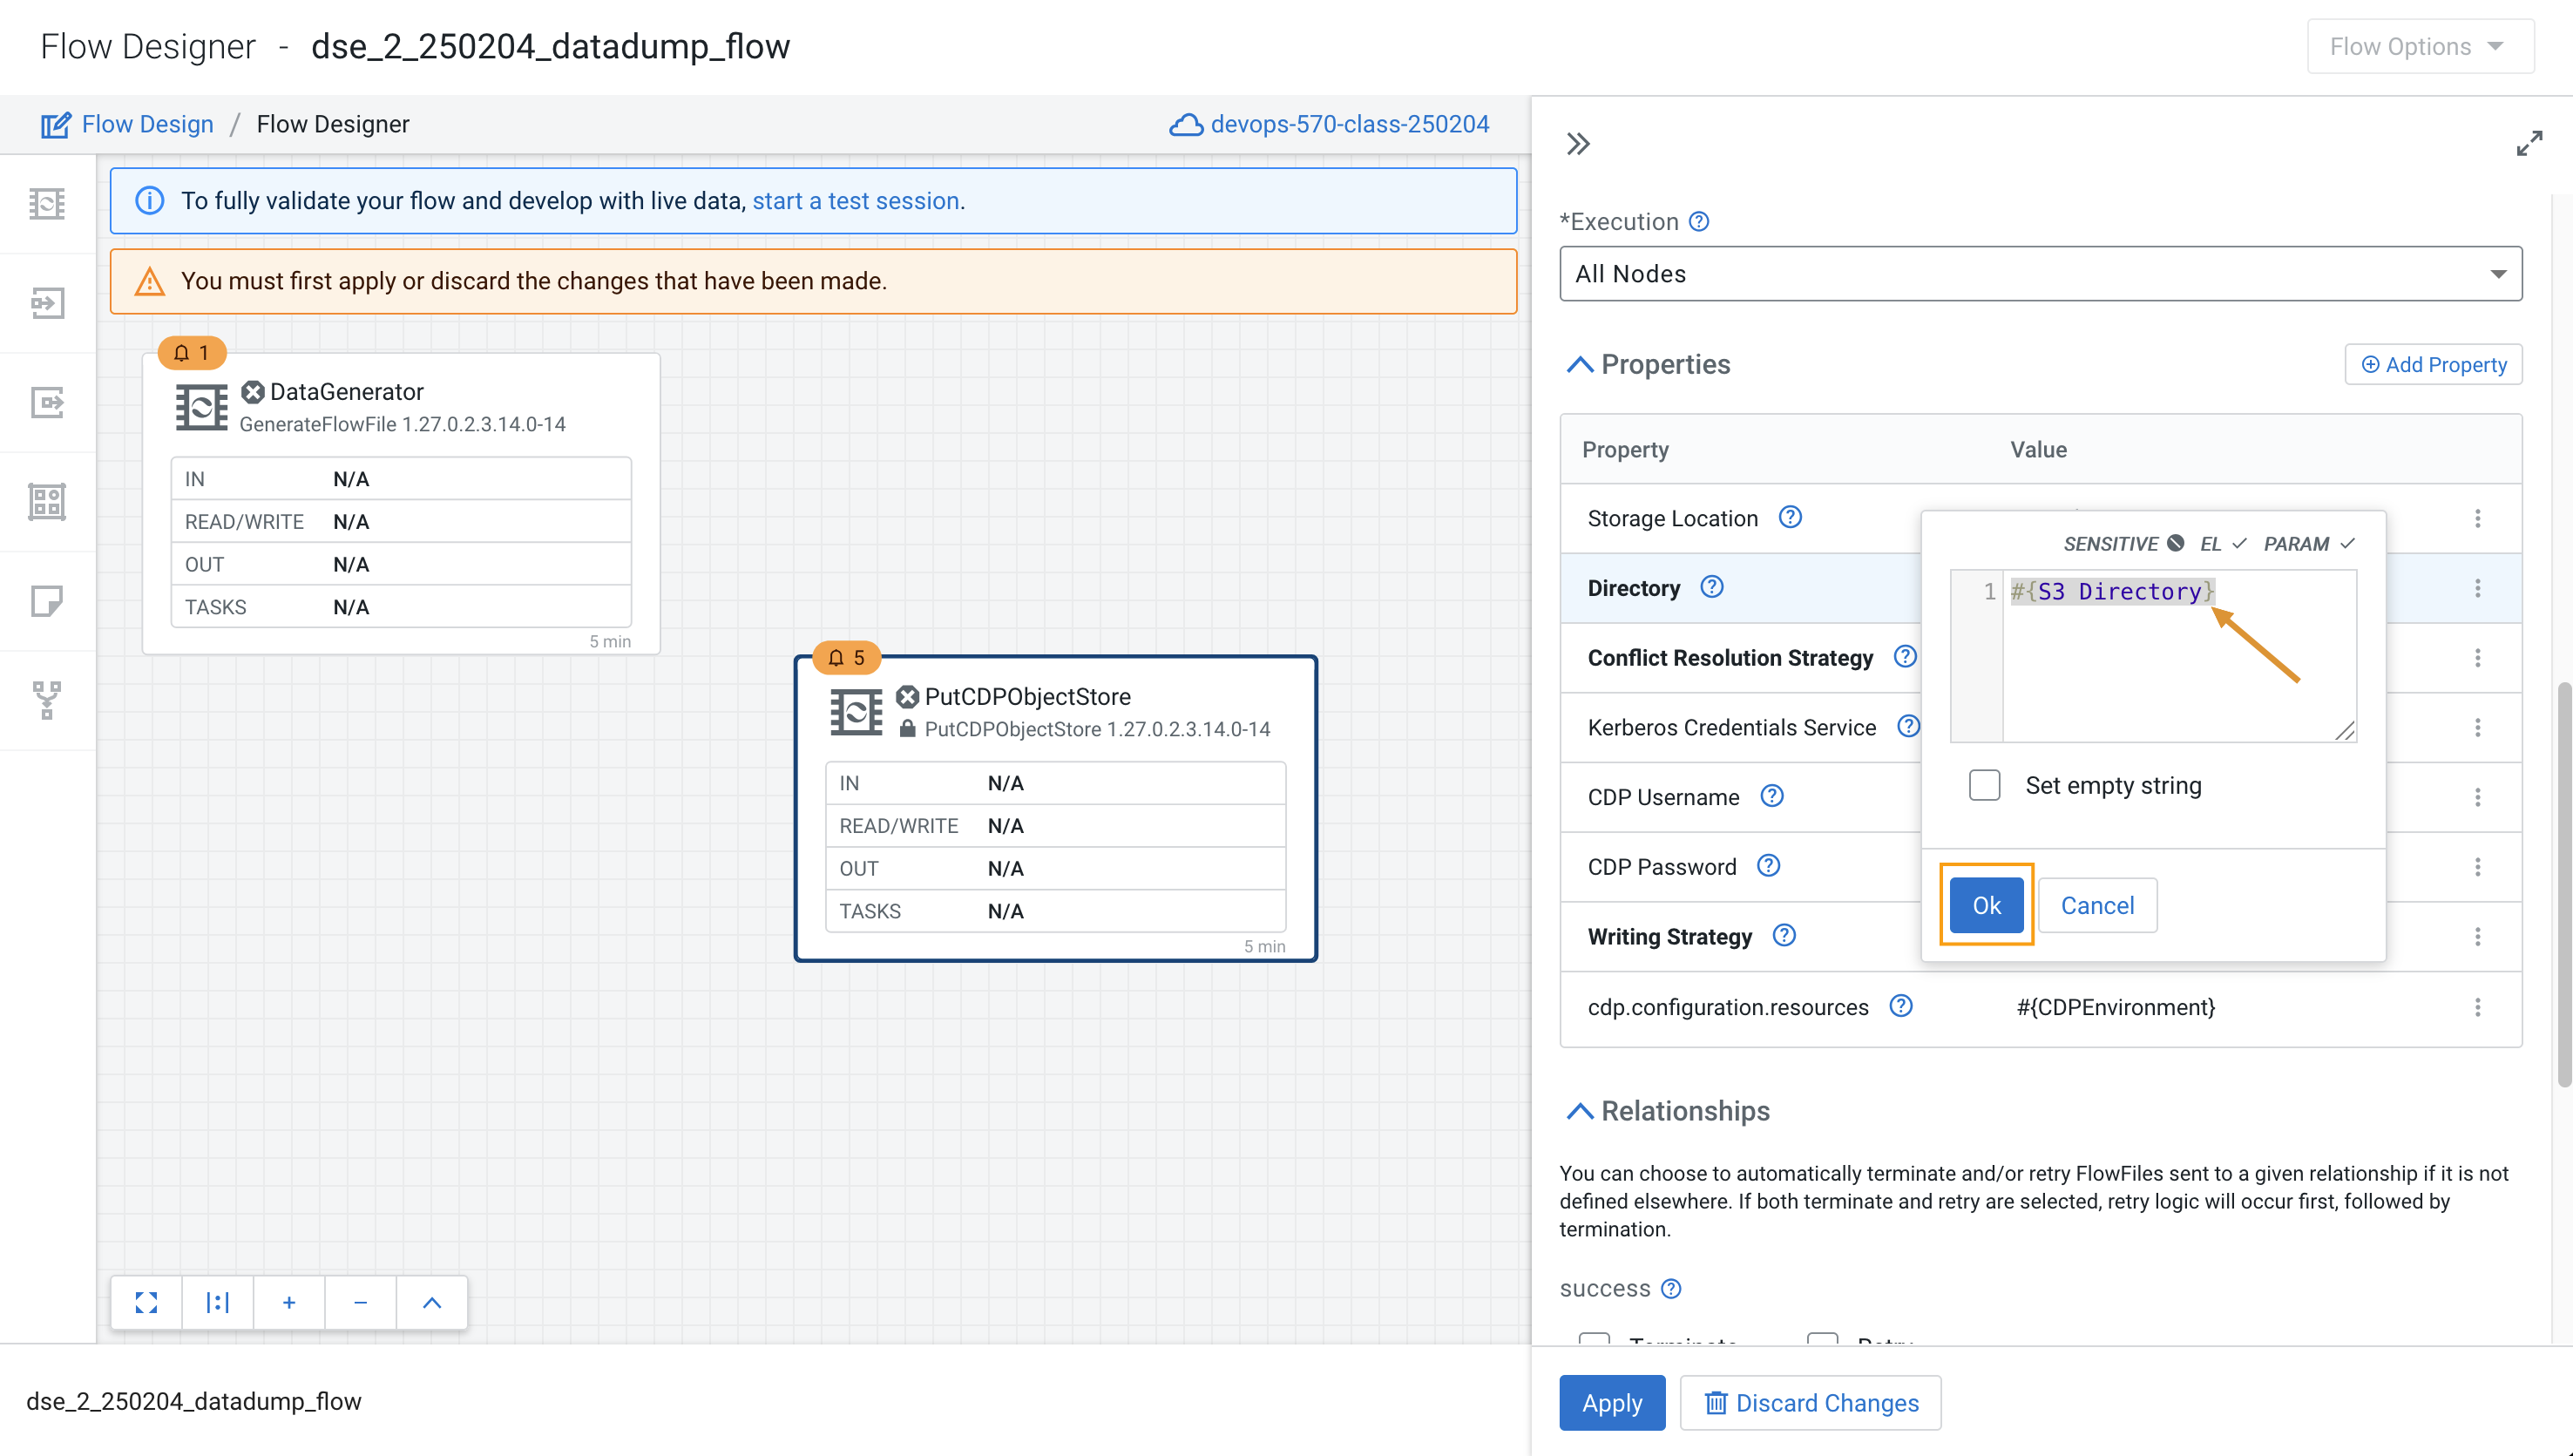 Flow Designer - dse_2_250204_datadump_flow
Flow Options
Flow Design / Flow Designer
devops-570-class-250204
To fully validate your flow and develop with live data, start a test session.
You must first apply or discard the changes that have been made.
1
DataGenerator
GenerateFlowFile 1.27.0.2.3.14.0-14
IN N/A
READ/WRITE N/A
OUT N/A
TASKS N/A
5 min
5
PutCDPObjectStore
PutCDPObjectStore 1.27.0.2.3.14.0-14
IN N/A
READ/WRITE N/A
OUT N/A
TASKS N/A
5 min
dse_2_250204_datadump_flow
*Execution
All Nodes
Properties
Add Property
Property Value
Storage Location
Directory
Conflict Resolution Strategy
Kerberos Credentials Service
CDP Username
CDP Password
Writing Strategy
cdp.configuration.resources #{CDPEnvironment}
SENSITIVE EL PARAM
1 #{S3 Directory}
Set empty string
Ok Cancel
Relationships
You can choose to automatically terminate and/or retry FlowFiles sent to a given relationship if it is not
defined elsewhere. If both terminate and retry are selected, retry logic will occur first, followed by
termination.
success
Terminate Retry
Apply Discard Changes